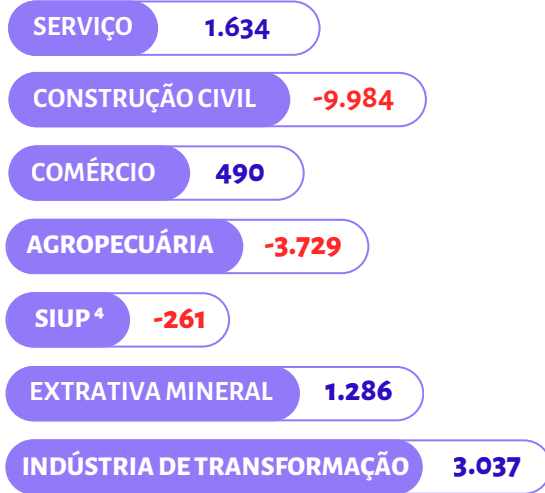 SERVIÇO 1.634
CONSTRUÇÃO CIVIL -9.984
COMÉRCIO 490
AGROPECUÁRIA -3.729
SIUP ⁴ -261
EXTRATIVA MINERAL 1.286
INDÚSTRIA DE TRANSFORMAÇÃO 3.037